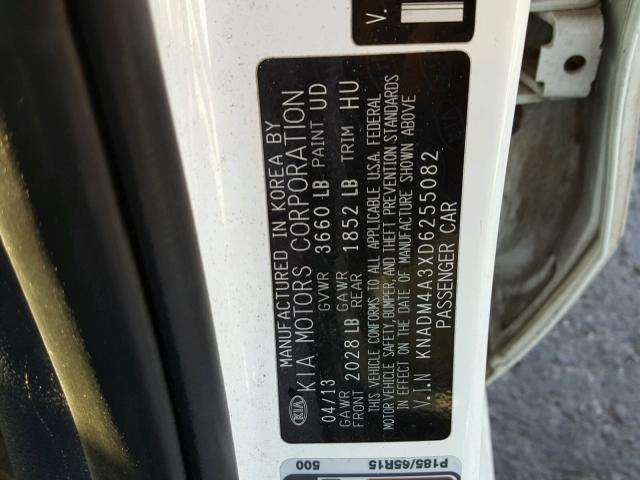 MANUFACTURED IN KOREA BY
KIA KIA MOTORS CORPORATION
04/13 GVWR 3660 LB PAINT UD
GAWR GAWR
FRONT 2028 LB REAR 1852 LB TRIM HU
THIS VEHICLE CONFORMS TO ALL APPLICABLE U.S.A. FEDERAL
MOTOR VEHICLE SAFETY, BUMPER, AND THEFT PREVENTION STANDARDS
IN EFFECT ON THE DATE OF MANUFACTURE SHOWN ABOVE
V.I.N KNADM4A3XD6255082
PASSENGER CAR
V.
P185/65R15
500